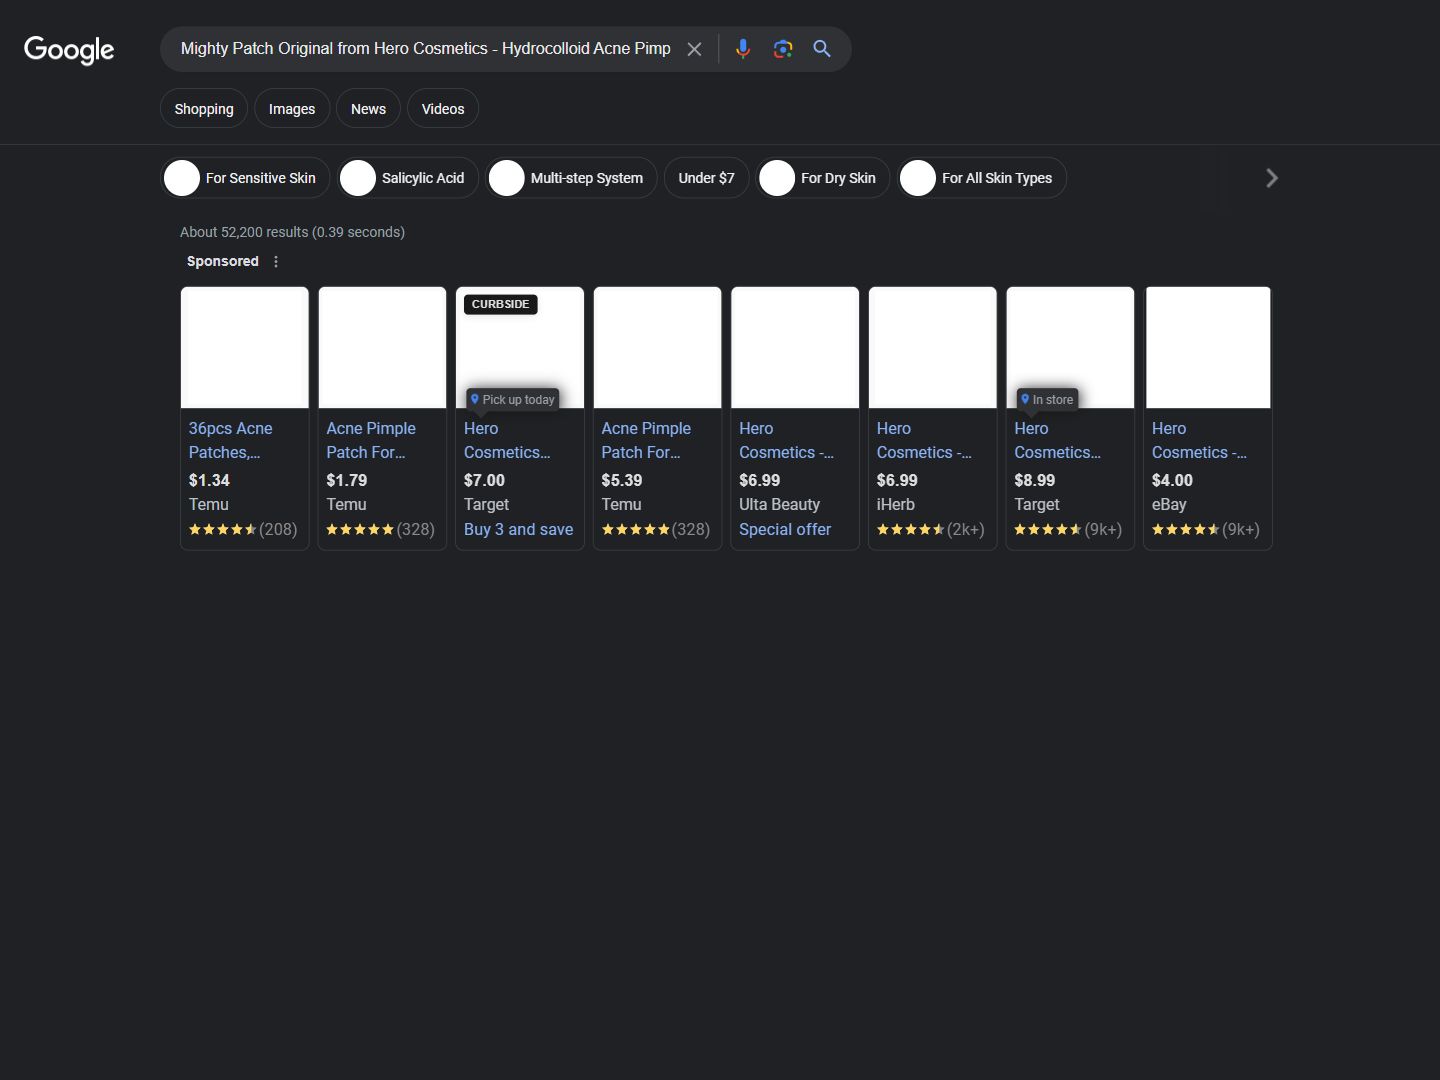 Google
Mighty Patch Original from Hero Cosmetics - Hydrocolloid Acne Pimp
Shopping
Images
News
Videos
For Sensitive Skin
Salicylic Acid
Multi-step System
Under $7
For Dry Skin
For All Skin Types
About 52,200 results (0.39 seconds)
Sponsored
36pcs Acne
Patches,...
$1.34
Temu
(208)
Acne Pimple
Patch For...
$1.79
Temu
(328)
CURBSIDE
Pick up today
Hero
Cosmetics...
$7.00
Target
Buy 3 and save
Acne Pimple
Patch For...
$5.39
Temu
(328)
Hero
Cosmetics -...
$6.99
Ulta Beauty
Special offer
Hero
Cosmetics -...
$6.99
iHerb
(2k+)
In store
Hero
Cosmetics...
$8.99
Target
(9k+)
Hero
Cosmetics -...
$4.00
eBay
(9k+)